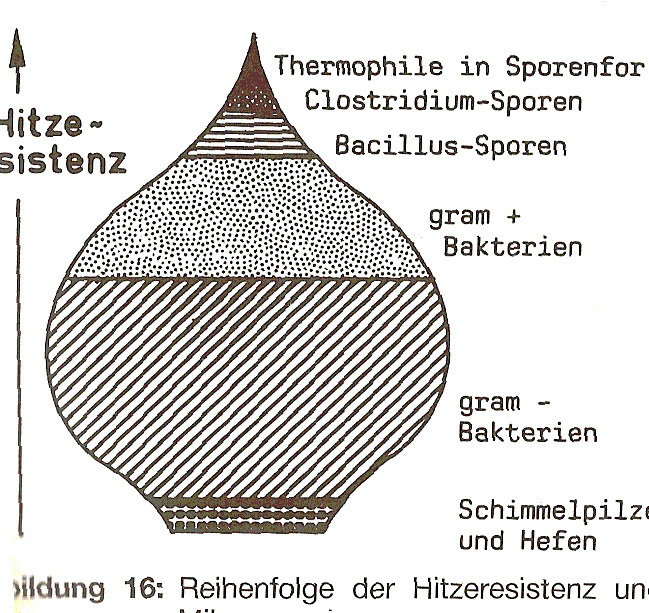 Thermophile in Sporenfor
Clostridium-Sporen
Hitze-
sistenz
Bacillus-Sporen
gram +
Bakterien
gram -
Bakterien
Schimmelpilze
und Hefen
bildung 16: Reihenfolge der Hitzeresistenz un